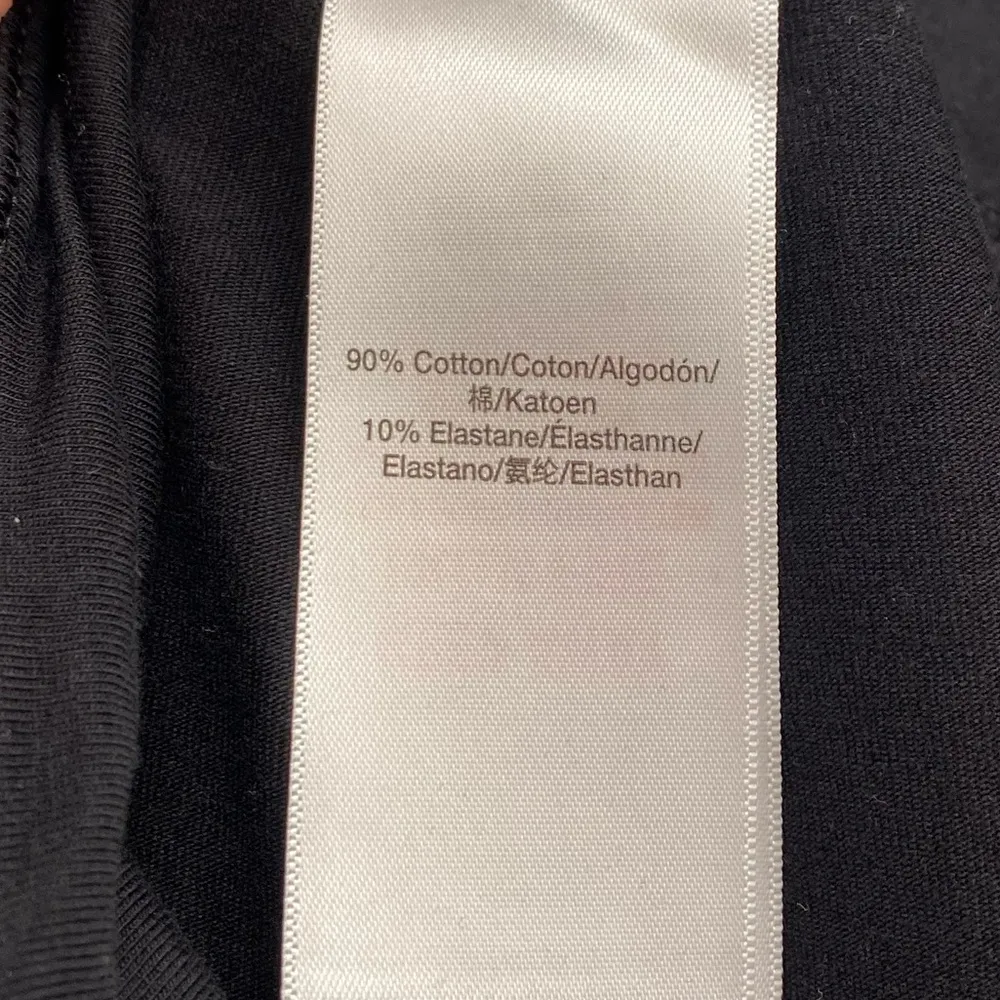 90% Cotton/Coton/Algodón/
棉/Katoen
10% Elastane/Élasthanne/
Elastano/氨纶/Elasthan